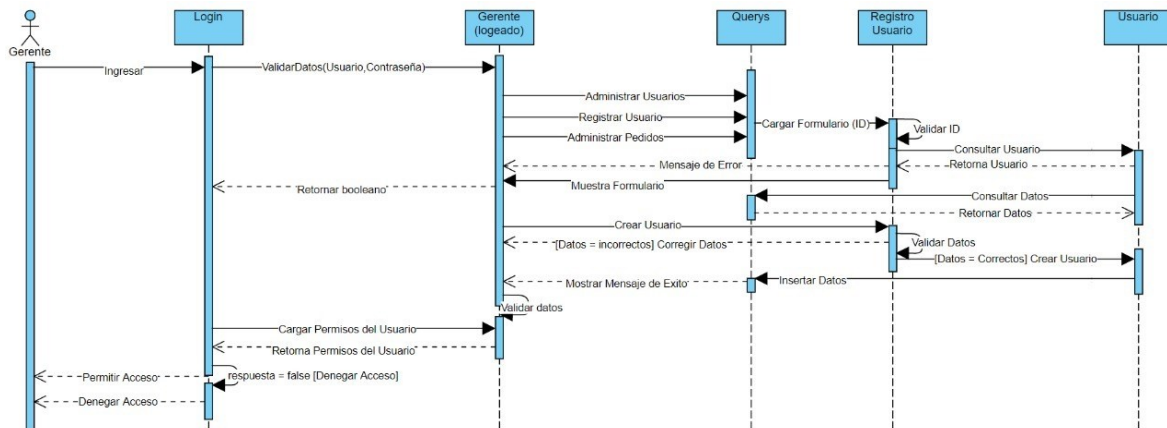 Gerente
Login
Gerente
(logeado)
Querys
Registro
Usuario
Usuario
Ingresar
ValidarDatos(Usuario,Contraseña)
Administrar Usuarios
Registrar Usuario
Cargar Formulario (ID)
Validar ID
Administrar Pedidos
Consultar Usuario
Mensaje de Error
Retorna Usuario
Retornar booleano
Muestra Formulario
Consultar Datos
Retornar Datos
Crear Usuario
[Datos = incorrectos] Corregir Datos
Validar Datos
[Datos = Correctos] Crear Usuario
Mostrar Mensaje de Exito
Insertar Datos
Validar datos
Cargar Permisos del Usuario
Retorna Permisos del Usuario
Permitir Acceso
respuesta = false [Denegar Acceso]
Denegar Acceso